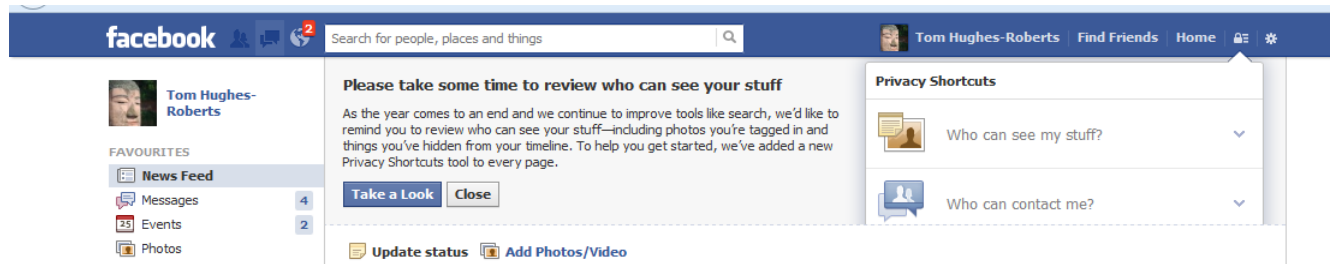 facebook
2
Search for people, places and things
Tom Hughes-Roberts
Find Friends
Home
Tom Hughes-
Roberts
FAVOURITES
News Feed
Messages 4
25 Events 2
Photos
Please take some time to review who can see your stuff
As the year comes to an end and we continue to improve tools like search, we'd like to
remind you to review who can see your stuff—including photos you're tagged in and
things you've hidden from your timeline. To help you get started, we've added a new
Privacy Shortcuts tool to every page.
Take a Look Close
Update status Add Photos/Video
Privacy Shortcuts
Who can see my stuff?
Who can contact me?